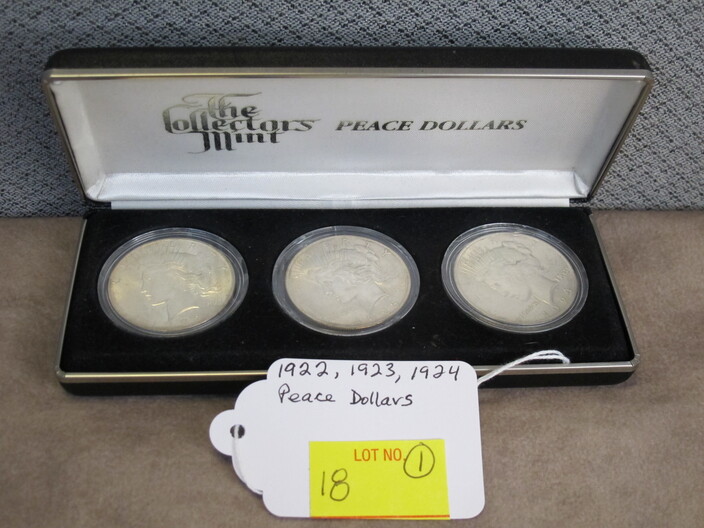 The
Collectors
Mint
PEACE DOLLARS
1922, 1923, 1924
Peace Dollars
LOT NO. 1
18